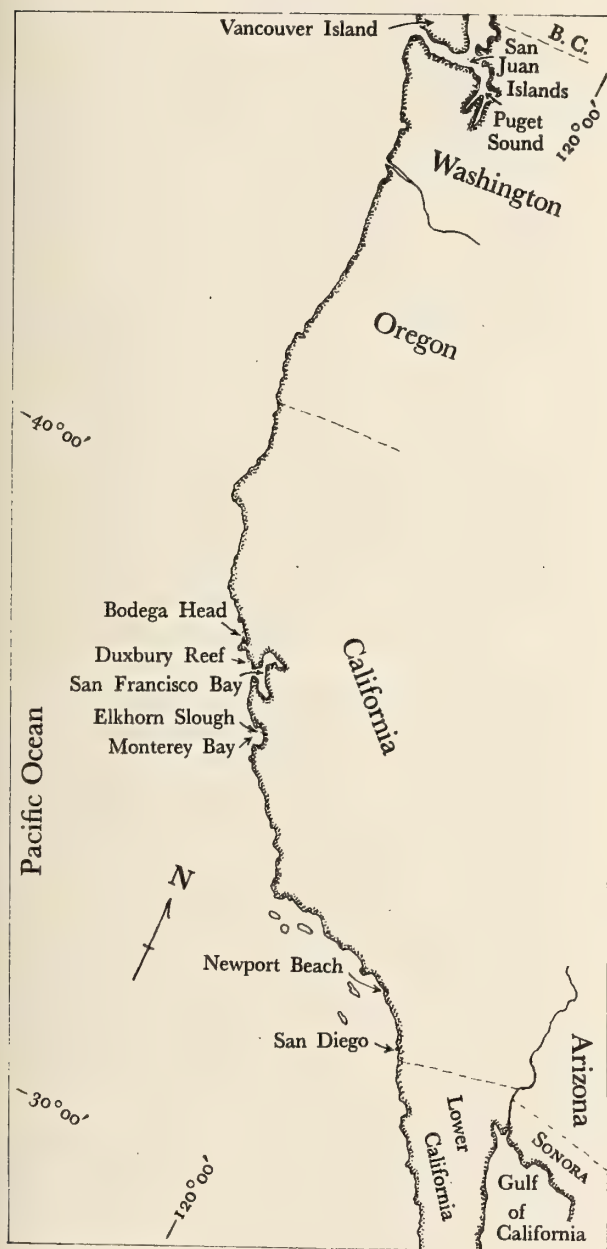 Vancouver Island
B. C.
San
Juan
Islands
Puget
Sound
120°00'
Washington
Oregon
40°00'
Bodega Head
Duxbury Reef
San Francisco Bay
California
Elkhorn Slough
Monterey Bay
Pacific Ocean
N
Newport Beach
San Diego
Arizona
30°00'
Lower
California
SONORA
120°00'
Gulf
of
California